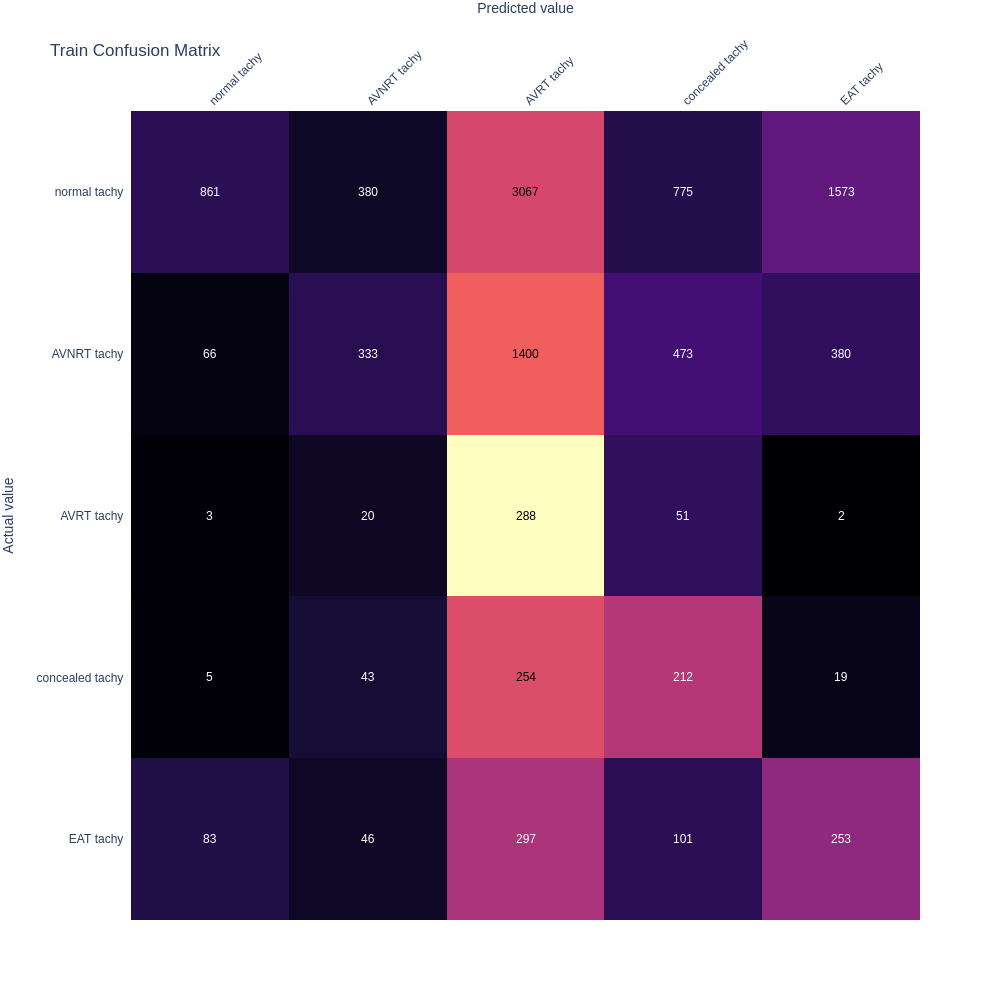 Predicted value
Train Confusion Matrix
normal tachy AVNRT tachy AVRT tachy concealed tachy EAT tachy
normal tachy 861 380 3067 775 1573
AVNRT tachy 66 333 1400 473 380
Actual value
AVRT tachy 3 20 288 51 2
concealed tachy 5 43 254 212 19
EAT tachy 83 46 297 101 253